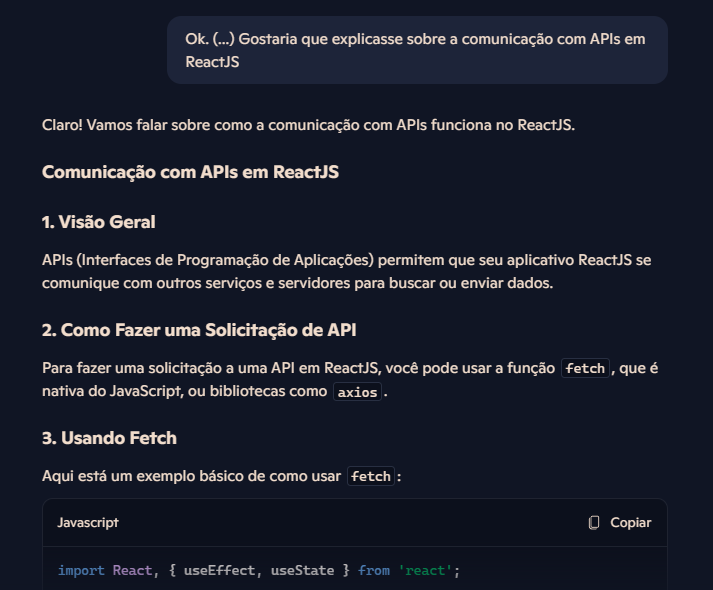 Ok. (...) Gostaria que explicasse sobre a comunicação com APIs em
ReactJS
Claro! Vamos falar sobre como a comunicação com APIs funciona no ReactJS.
Comunicação com APIs em ReactJS
1. Visão Geral
APIs (Interfaces de Programação de Aplicações) permitem que seu aplicativo ReactJS se
comunique com outros serviços e servidores para buscar ou enviar dados.
2. Como Fazer uma Solicitação de API
Para fazer uma solicitação a uma API em ReactJS, você pode usar a função fetch, que é
nativa do JavaScript, ou bibliotecas como axios.
3. Usando Fetch
Aqui está um exemplo básico de como usar fetch:
Javascript Copiar
import React, { useEffect, useState } from 'react';